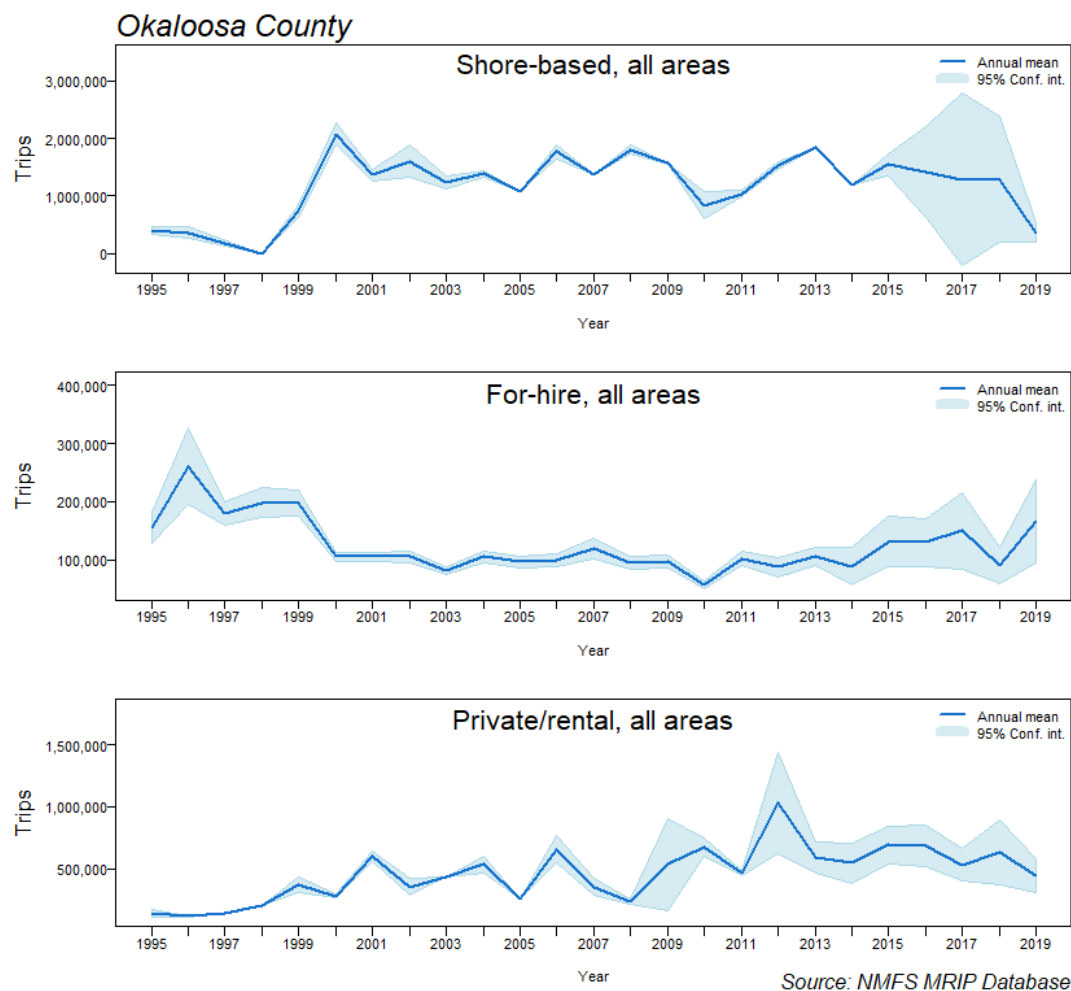 Okaloosa County
Shore-based, all areas
Annual mean
95% Conf. int.
Trips
3,000,000
2,000,000
1,000,000
0
1995 1997 1999 2001 2003 2005 2007 2009 2011 2013 2015 2017 2019
Year
For-hire, all areas
Annual mean
95% Conf. int.
Trips
400,000
300,000
200,000
100,000
1995 1997 1999 2001 2003 2005 2007 2009 2011 2013 2015 2017 2019
Year
Private/rental, all areas
Annual mean
95% Conf. int.
Trips
1,500,000
1,000,000
500,000
1995 1997 1999 2001 2003 2005 2007 2009 2011 2013 2015 2017 2019
Year
Source: NMFS MRIP Database